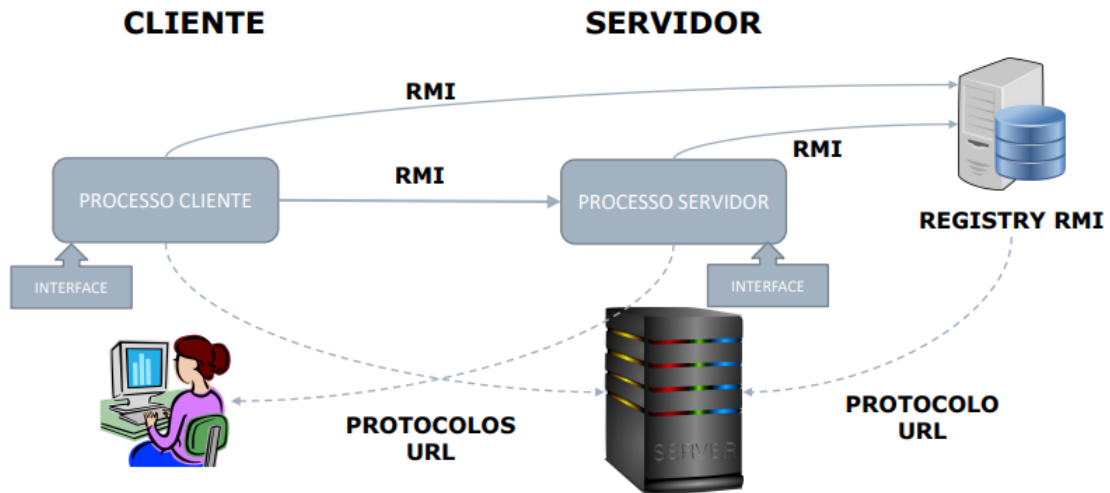 CLIENTE
SERVIDOR
RMI
RMI
RMI
PROCESSO CLIENTE
PROCESSO SERVIDOR
REGISTRY RMI
INTERFACE
INTERFACE
PROTOCOLOS
URL
PROTOCOLO
URL
SERVER